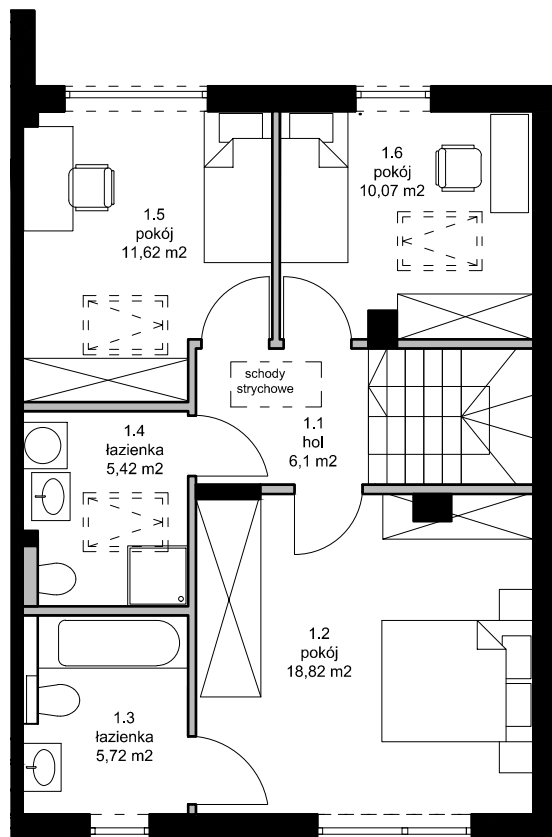 1.5
pokój
11,62 m2
1.6
pokój
10,07 m2
schody
strychowe
1.1
hol
6,1 m2
1.4
łazienka
5,42 m2
1.2
pokój
18,82 m2
1.3
łazienka
5,72 m2